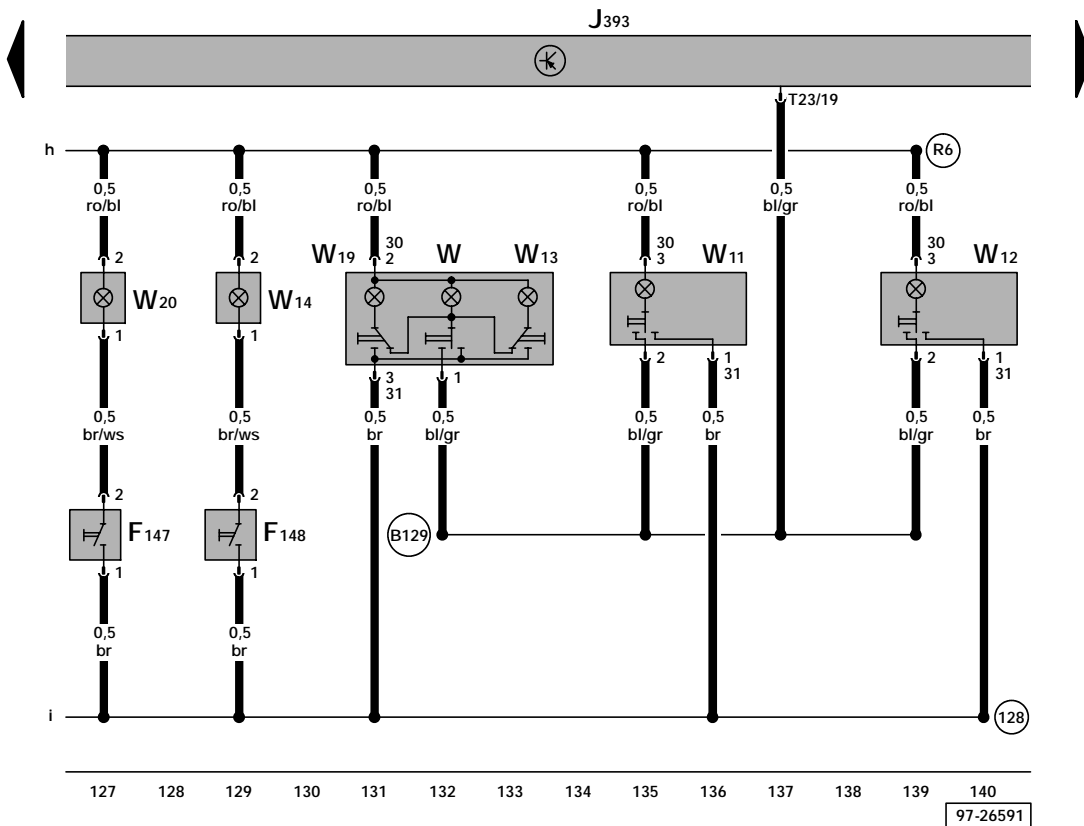 J393
T23/19
h
R6
0,5 0,5 0,5 0,5 0,5 0,5
ro/bl ro/bl ro/bl ro/bl bl/gr ro/bl
2 2 30 30 30
2 3 3
W20 W14 W19 W W13 W11 W12
1 1
3 1 2 1 2 1
31 31 31
0,5 0,5 0,5 0,5 0,5 0,5 0,5 0,5
br/ws br/ws br bl/gr bl/gr br bl/gr br
2 2
F147 F148 B129
1 1
0,5 0,5
br br
i
128
127 128 129 130 131 132 133 134 135 136 137 138 139 140
97-26591